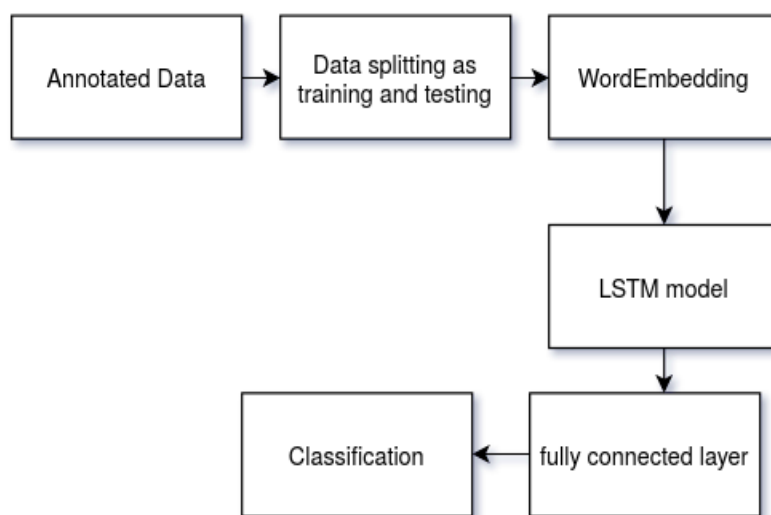 Annotated Data
Data splitting as
training and testing
WordEmbedding
LSTM model
fully connected layer
Classification